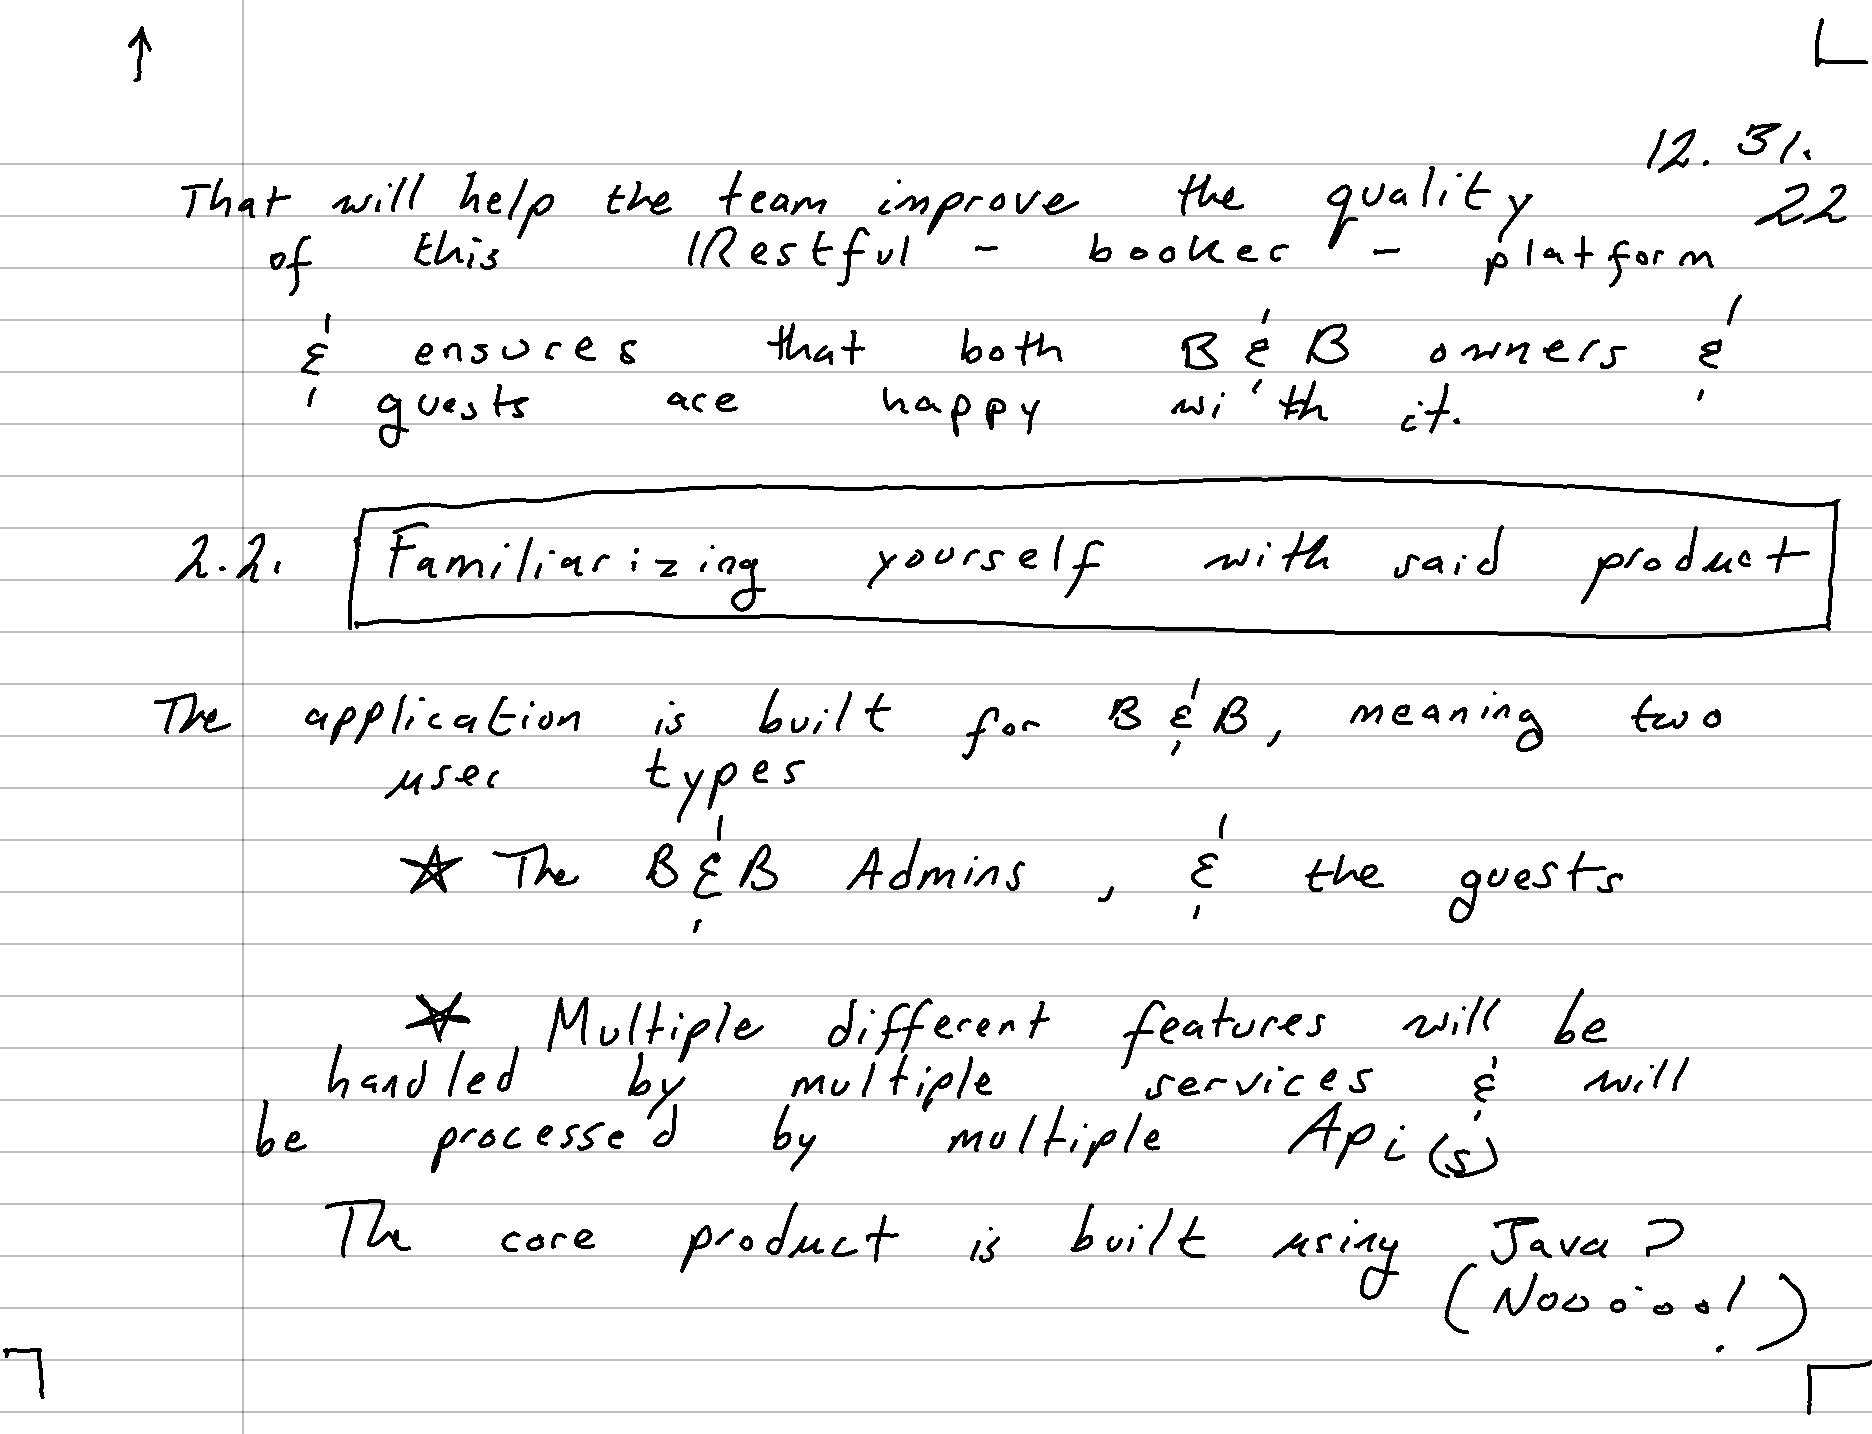 12. 31.
22
That will help the team improve the quality
of this Restful - booker - platform
& ensures that both B & B owners &
guests are happy with it.
2.2. Familiarizing yourself with said product
The application is built for B & B, meaning two
user types
☆ The B & B Admins, & the guests
☆ Multiple different features will be
handled by multiple services & will
be processed by multiple Api(s)
The core product is built using Java?
(Nooooo!)